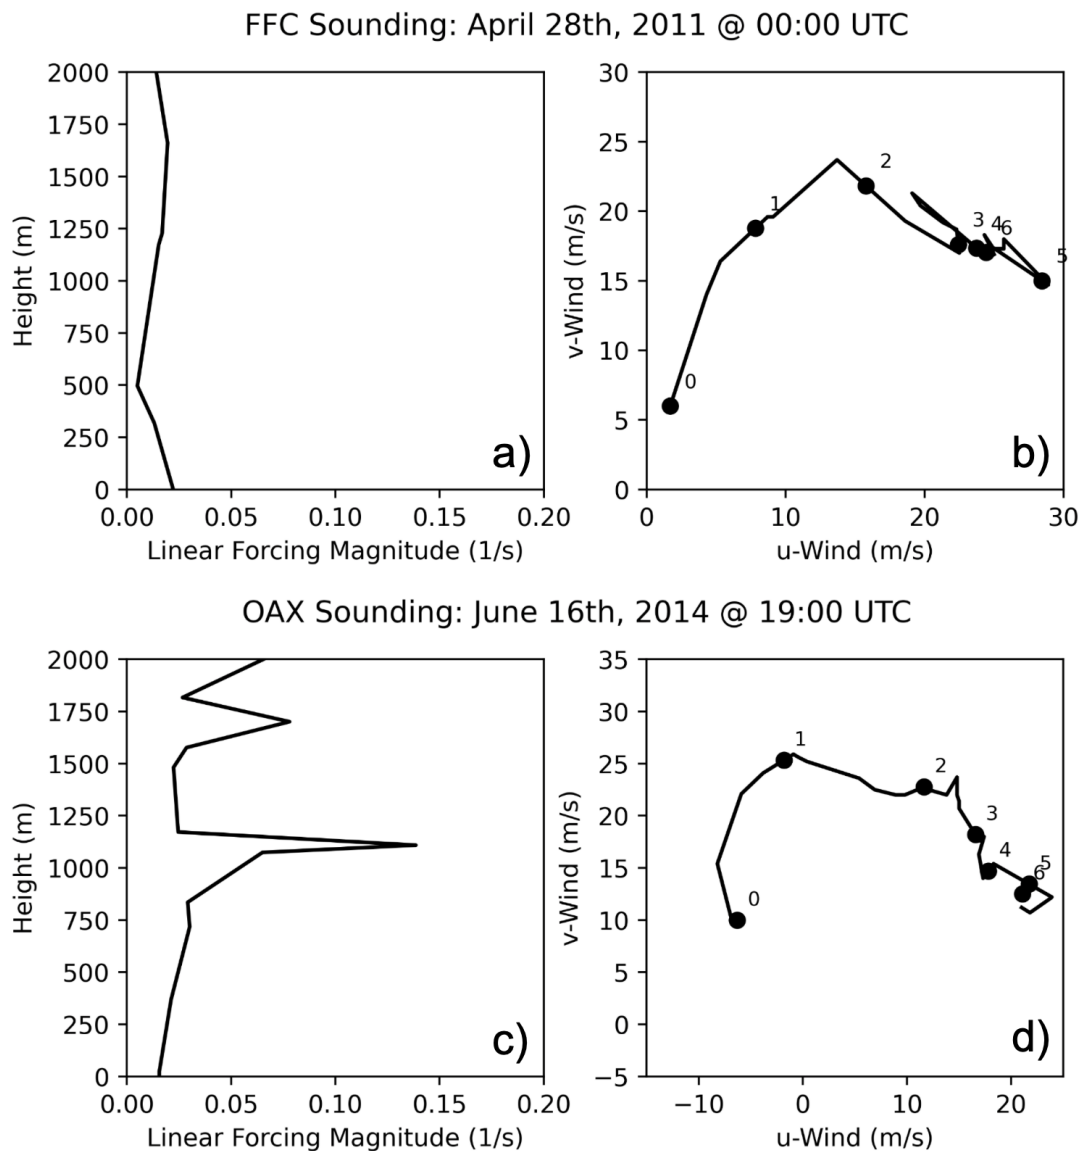 FFC Sounding: April 28th, 2011 @ 00:00 UTC
2000
1750
1500
1250
1000
750
500
250
0
Height (m)
0.00 0.05 0.10 0.15 0.20
Linear Forcing Magnitude (1/s)
a)
30
25
20
15
10
5
0
v-Wind (m/s)
0 10 20 30
u-Wind (m/s)
0
1
2
3
4
6
5
b)
OAX Sounding: June 16th, 2014 @ 19:00 UTC
2000
1750
1500
1250
1000
750
500
250
0
Height (m)
0.00 0.05 0.10 0.15 0.20
Linear Forcing Magnitude (1/s)
c)
35
30
25
20
15
10
5
0
−5
v-Wind (m/s)
−10 0 10 20
u-Wind (m/s)
0
1
2
3
4
5
6
d)